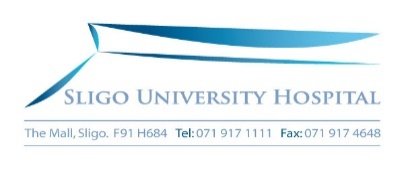 SLIGO UNIVERSITY HOSPITAL
The Mall, Sligo. F91 H684 Tel: 071 917 1111 Fax: 071 917 4648